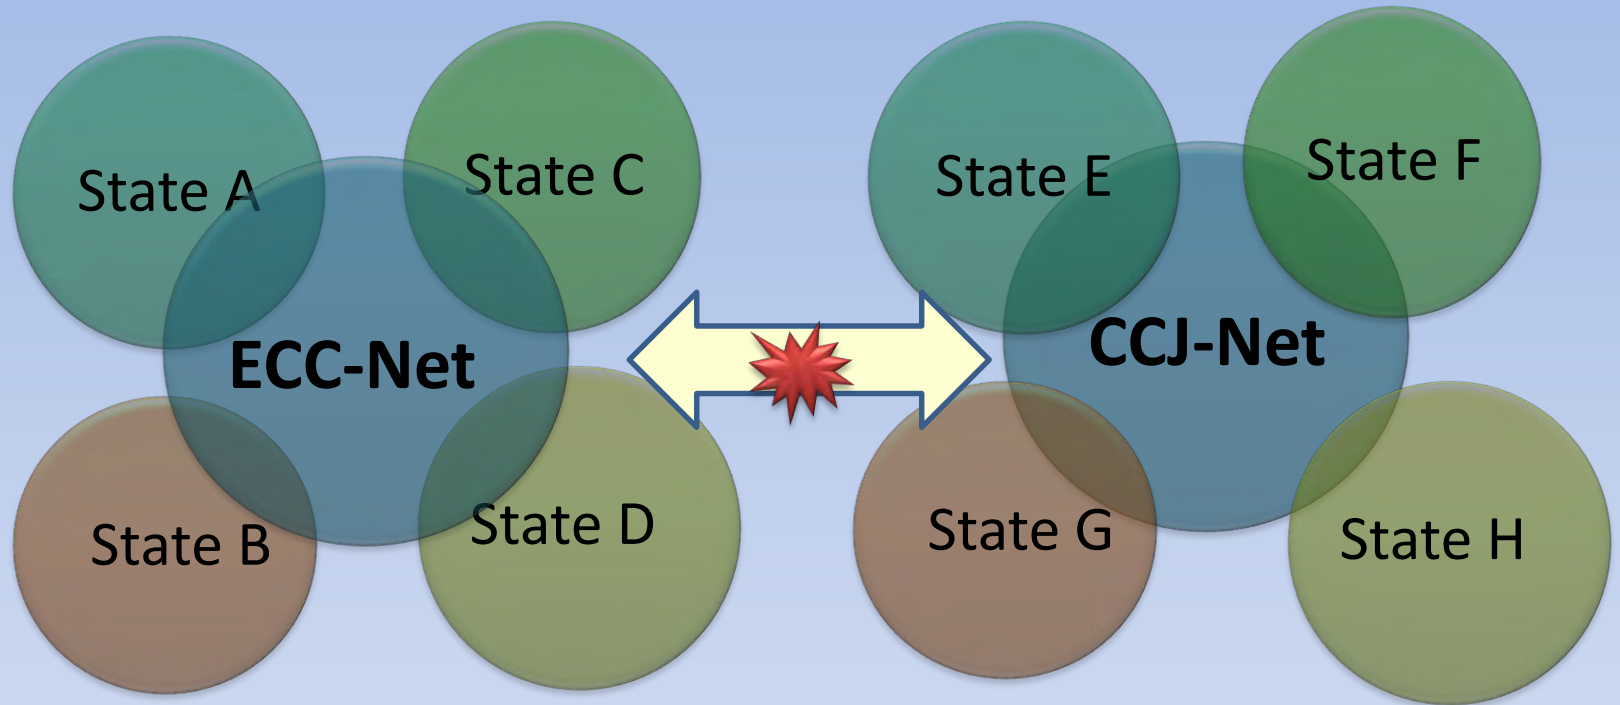 State A
State C
ECC-Net
State B
State D
State E
State F
CCJ-Net
State G
State H